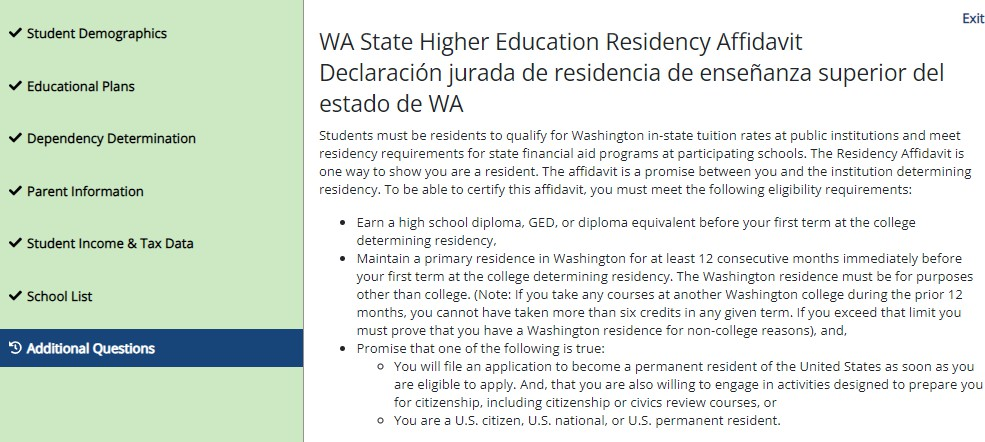 Student Demographics
Educational Plans
Dependency Determination
Parent Information
Student Income & Tax Data
School List
Additional Questions
Exit
WA State Higher Education Residency Affidavit
Declaración jurada de residencia de enseñanza superior del
estado de WA
Students must be residents to qualify for Washington in-state tuition rates at public institutions and meet
residency requirements for state financial aid programs at participating schools. The Residency Affidavit is
one way to show you are a resident. The affidavit is a promise between you and the institution determining
residency. To be able to certify this affidavit, you must meet the following eligibility requirements:
• Earn a high school diploma, GED, or diploma equivalent before your first term at the college
determining residency,
• Maintain a primary residence in Washington for at least 12 consecutive months immediately before
your first term at the college determining residency. The Washington residence must be for purposes
other than college. (Note: If you take any courses at another Washington college during the prior 12
months, you cannot have taken more than six credits in any given term. If you exceed that limit you
must prove that you have a Washington residence for non-college reasons), and,
• Promise that one of the following is true:
◦ You will file an application to become a permanent resident of the United States as soon as you
are eligible to apply. And, that you are also willing to engage in activities designed to prepare you
for citizenship, including citizenship or civics review courses, or
◦ You are a U.S. citizen, U.S. national, or U.S. permanent resident.